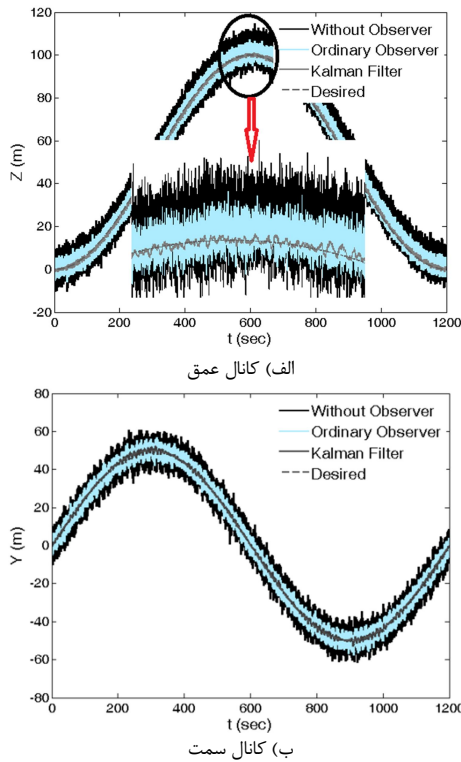 120
100
80
60
40
20
0
-20
Z (m)
Without Observer
Ordinary Observer
Kalman Filter
Desired
0 200 400 600 800 1000 1200
t (sec)
الف) کانال عمق
80
60
40
20
0
-20
-40
-60
-80
Y (m)
Without Observer
Ordinary Observer
Kalman Filter
Desired
0 200 400 600 800 1000 1200
t (sec)
ب) کانال سمت